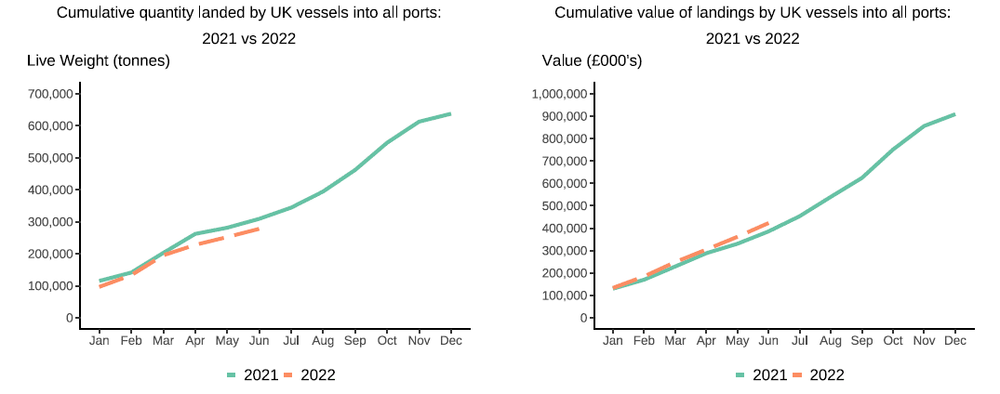 Cumulative quantity landed by UK vessels into all ports:
2021 vs 2022
Live Weight (tonnes)
700,000
600,000
500,000
400,000
300,000
200,000
100,000
0
Jan Feb Mar Apr May Jun Jul Aug Sep Oct Nov Dec
2021 2022
Cumulative value of landings by UK vessels into all ports:
2021 vs 2022
Value (£000's)
1,000,000
900,000
800,000
700,000
600,000
500,000
400,000
300,000
200,000
100,000
0
Jan Feb Mar Apr May Jun Jul Aug Sep Oct Nov Dec
2021 2022